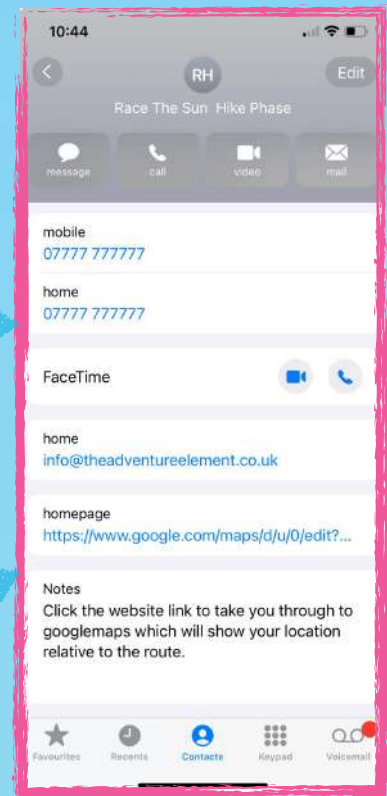 10:44
RH
Edit
Race The Sun Hike Phase
message call video mail
mobile
07777 777777
home
07777 777777
FaceTime
home
info@theadventureelement.co.uk
homepage
https://www.google.com/maps/d/u/0/edit?...
Notes
Click the website link to take you through to
googlemaps which will show your location
relative to the route.
Favourites Recents Contacts Keypad Voicemail